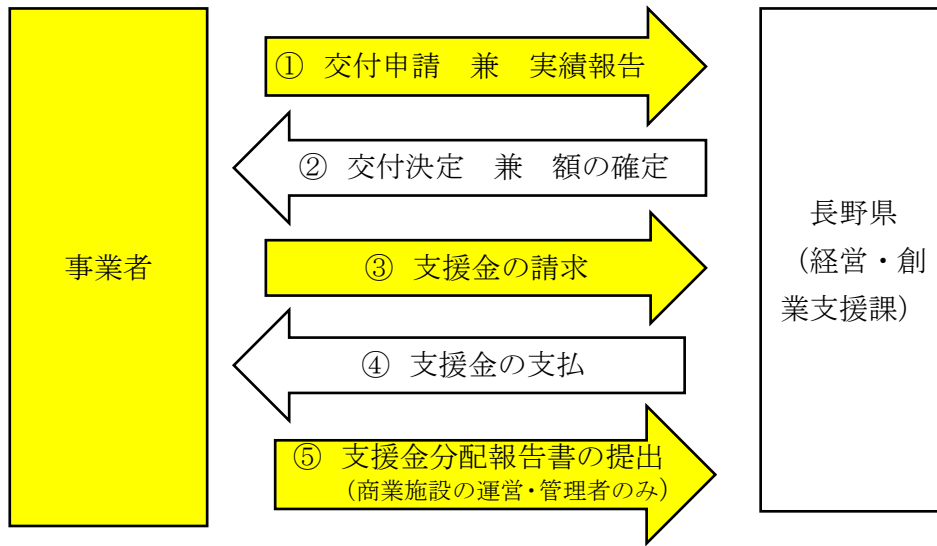 事業者
① 交付申請　兼　実績報告
② 交付決定　兼　額の確定
③ 支援金の請求
④ 支援金の支払
⑤ 支援金分配報告書の提出
（商業施設の運営・管理者のみ）
長野県
（経営・創
業支援課）